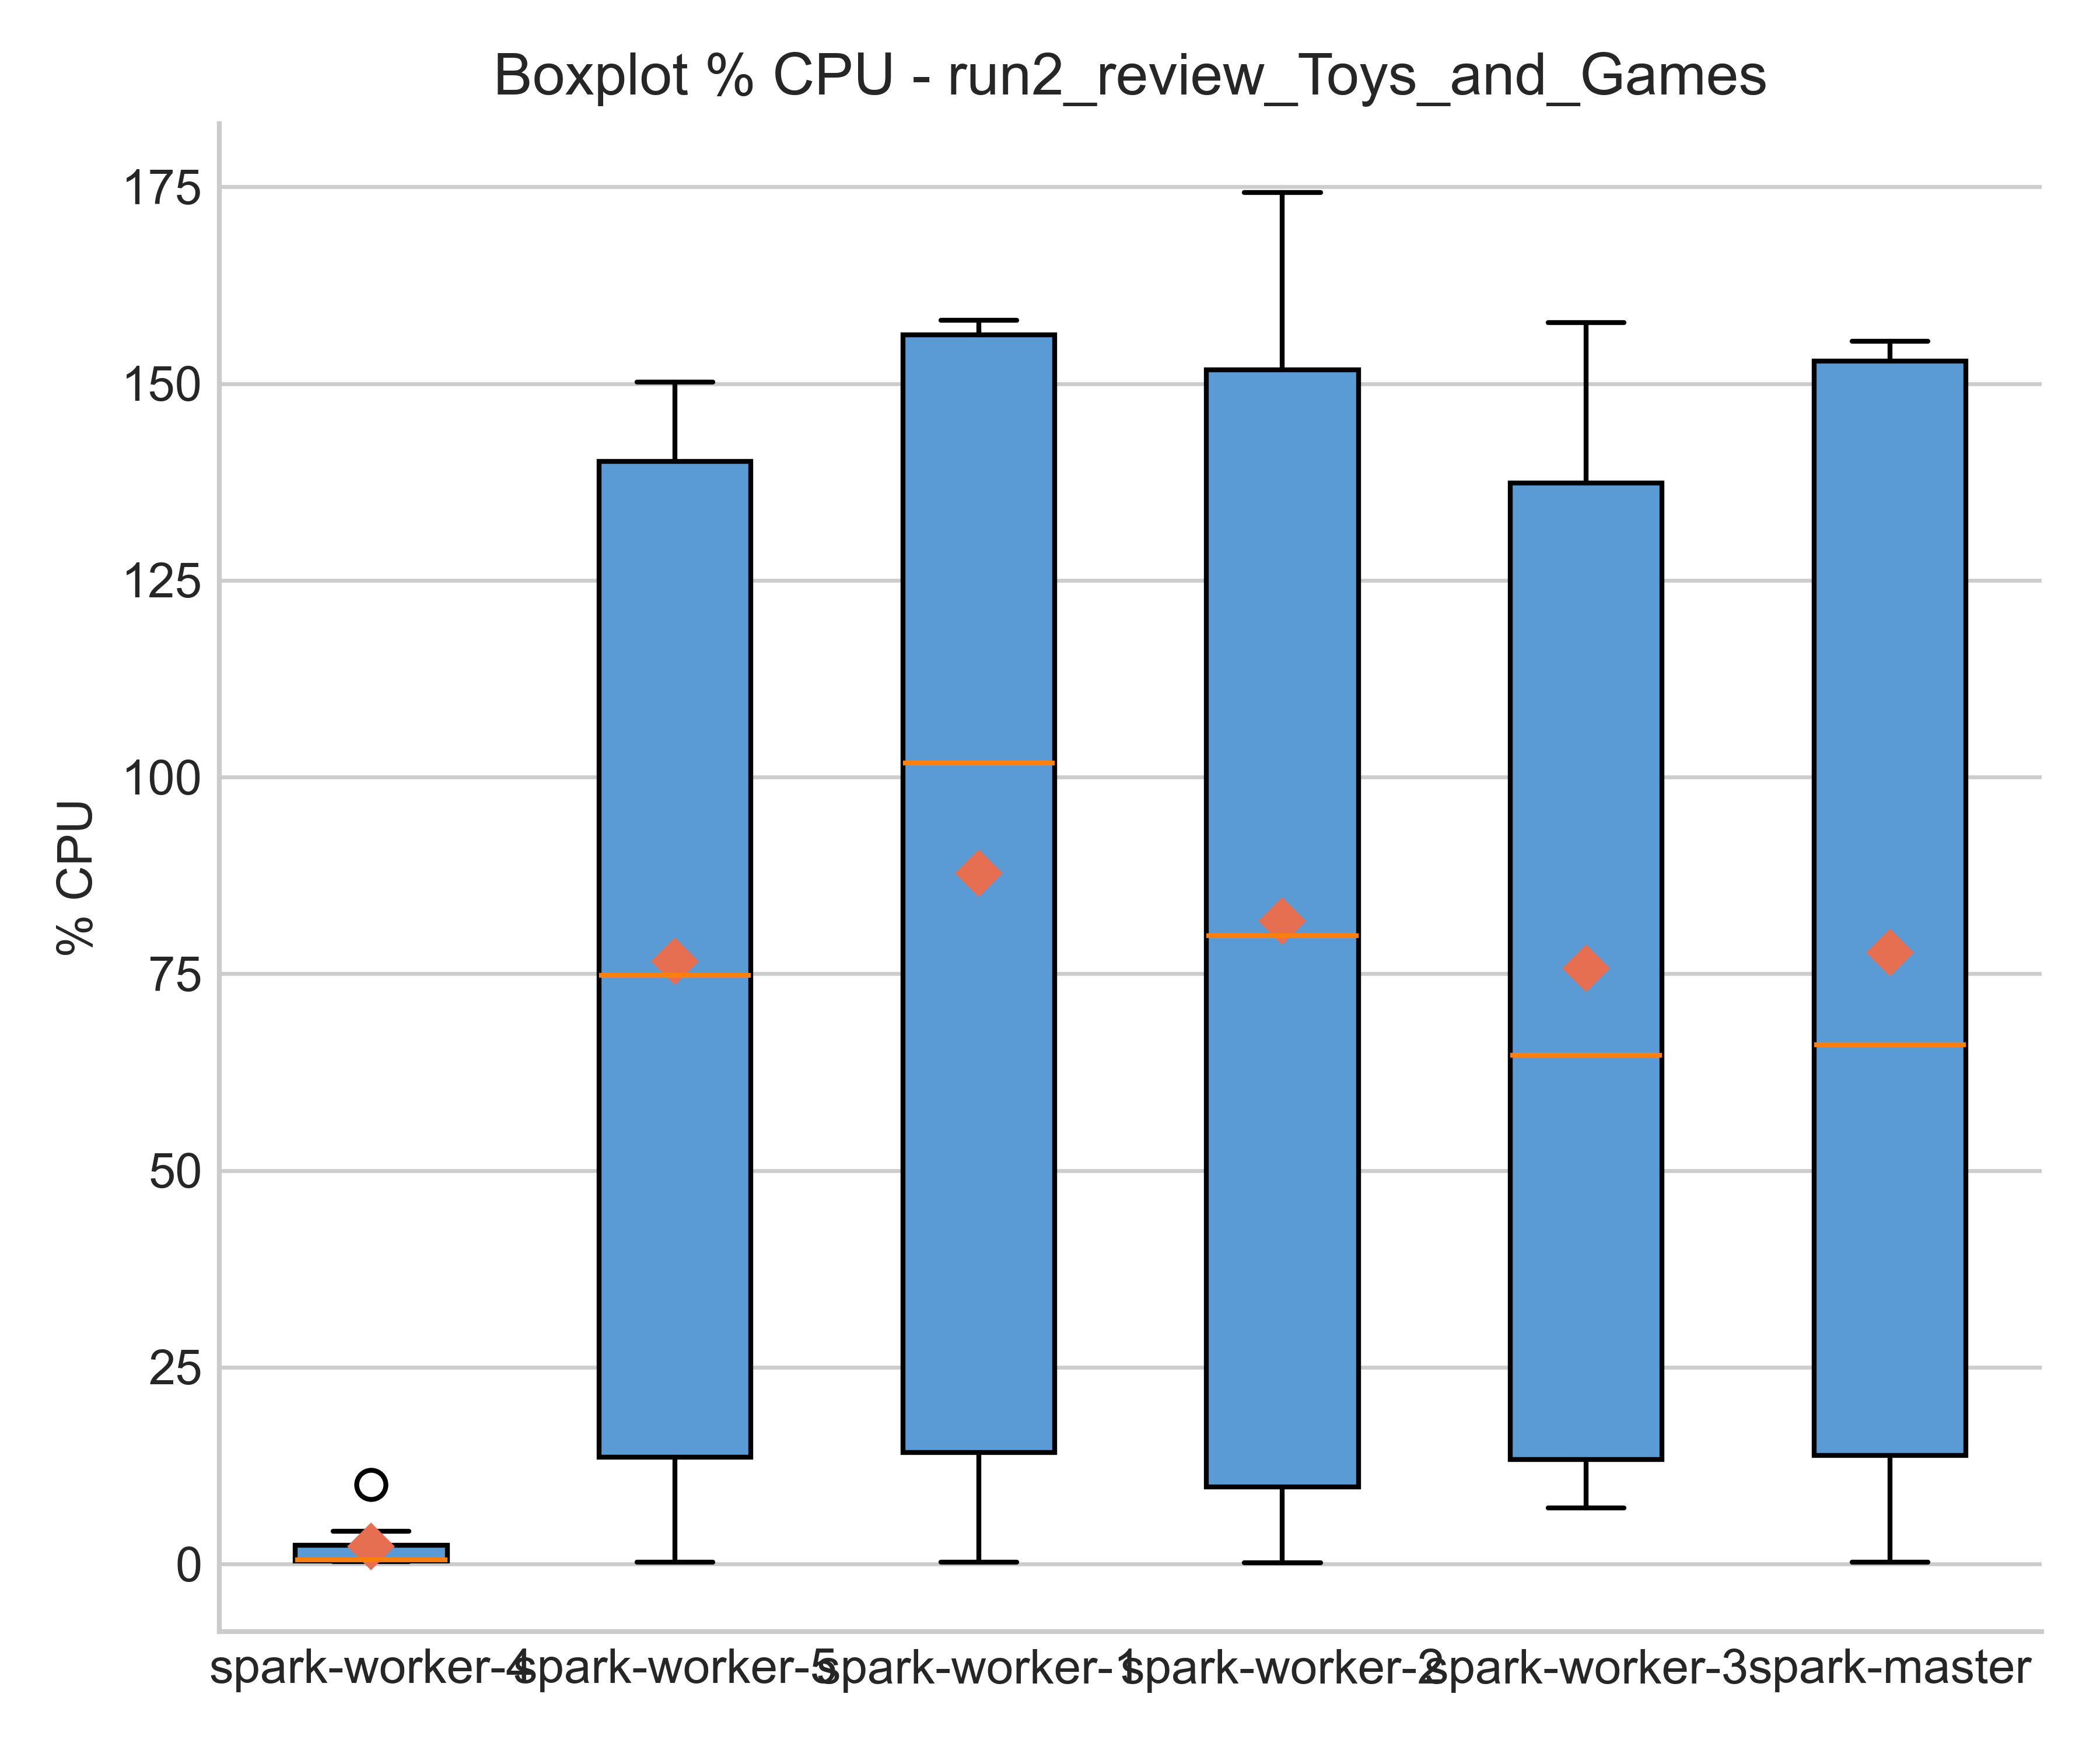 Boxplot % CPU - run2_review_Toys_and_Games
175
150
125
100
75
50
25
0
% CPU
spark-worker-4 spark-worker-5 spark-worker-1 spark-worker-2 spark-worker-3 spark-master